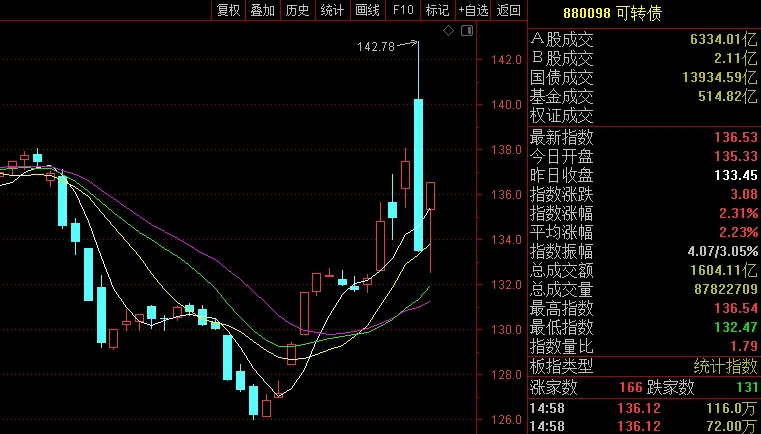 复权 叠加 历史 统计 画线 F10 标记 +自选 返回
880098 可转债
142.78
142.0
140.0
138.0
136.0
134.0
132.0
130.0
128.0
126.0
A股成交 6334.01亿
B股成交 2.11亿
国债成交 13934.59亿
基金成交 514.82亿
权证成交
最新指数 136.53
今日开盘 135.33
昨日收盘 133.45
指数涨跌 3.08
指数涨幅 2.31%
平均涨幅 2.23%
指数振幅 4.07/3.05%
总成交额 1604.11亿
总成交量 87822709
最高指数 136.54
最低指数 132.47
指数量比 1.79
板指类型 统计指数
涨家数 166 跌家数 131
14:58 136.12 116.0万
14:58 136.12 72.00万